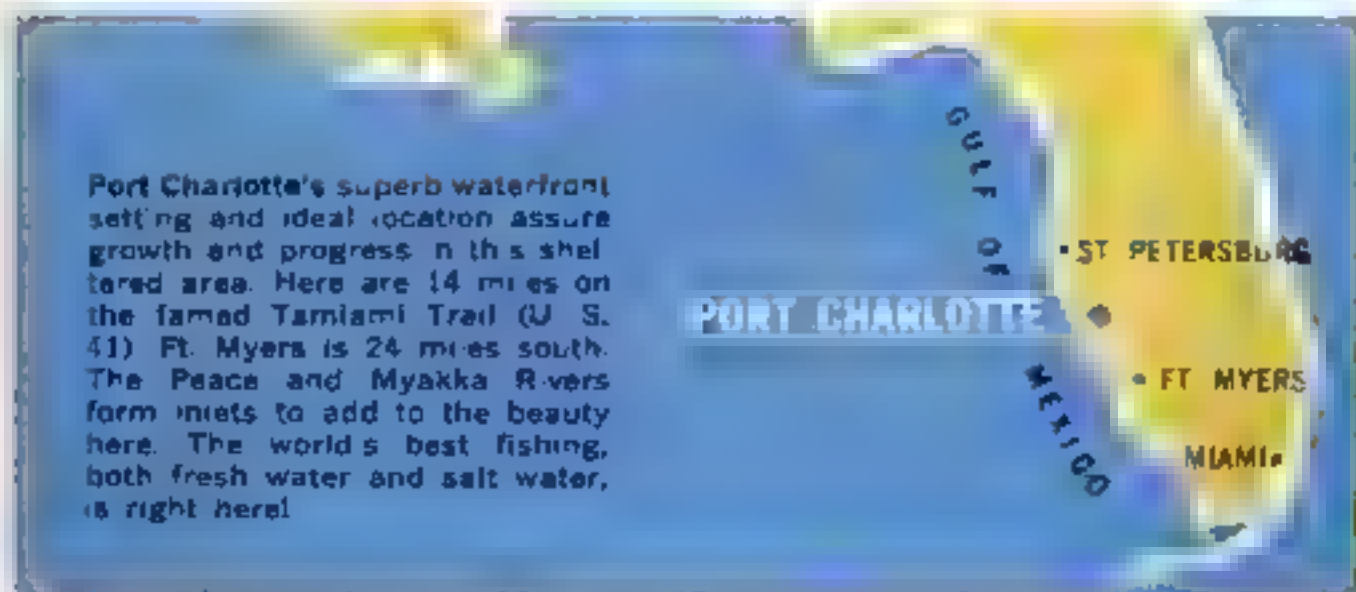 Port Charlotte's superb waterfront
setting and ideal location assure
growth and progress in this shel
tered area. Here are 14 miles on
the famed Tamiami Trail (U. S.
41) Ft. Myers is 24 miles south.
The Peace and Myakka Rivers
form inlets to add to the beauty
here. The world's best fishing,
both fresh water and salt water,
is right here!
GULF OF MEXICO
ST PETERSBURG
PORT CHARLOTTE
FT MYERS
MIAMI